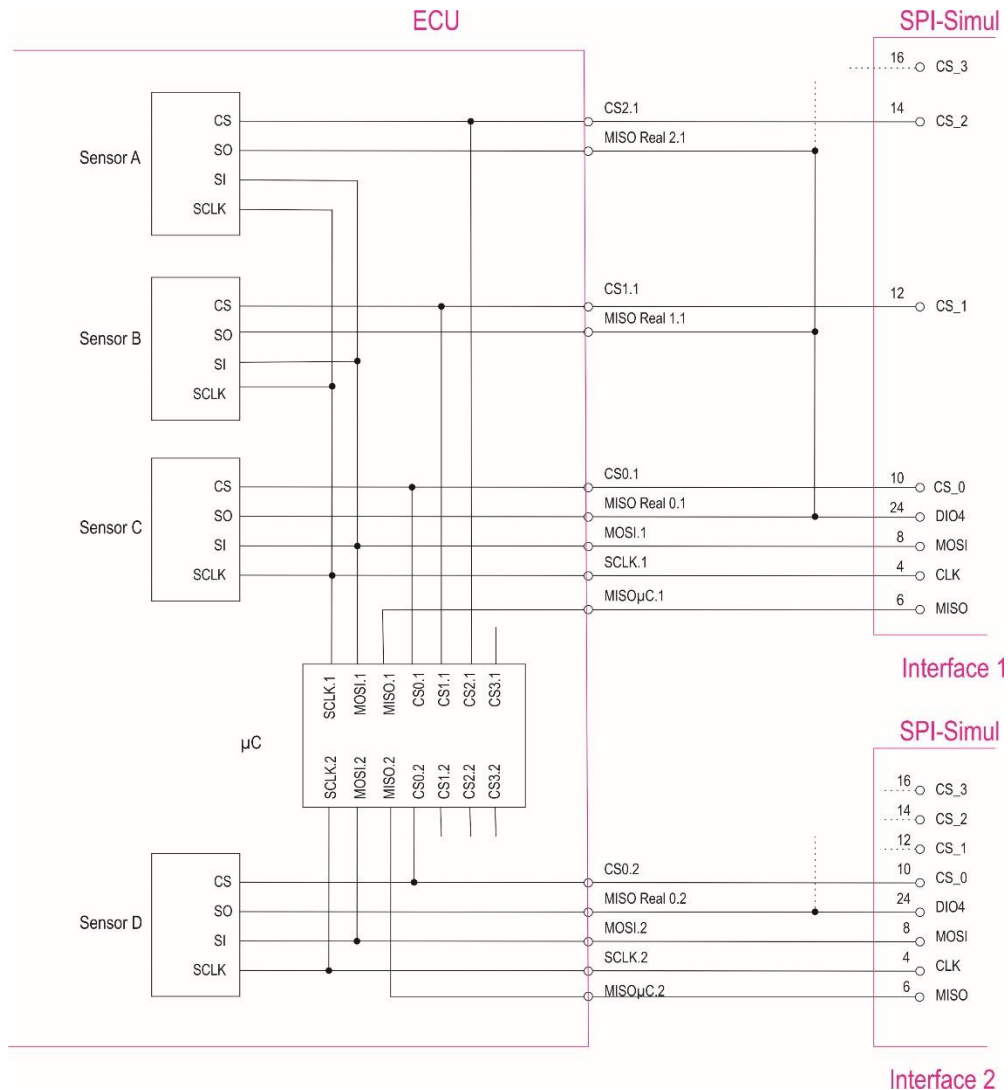 ECU
SPI-Simul
16 CS_3
CS CS2.1 14 CS_2
SO MISO Real 2.1
Sensor A
SI
SCLK
CS CS1.1 12 CS_1
SO MISO Real 1.1
Sensor B
SI
SCLK
CS CS0.1 10 CS_0
SO MISO Real 0.1 24 DIO4
Sensor C
SI MOSI.1 8 MOSI
SCLK SCLK.1 4 CLK
MISOµC.1 6 MISO
Interface 1
SCLK.1 MOSI.1 MISO.1 CS0.1 CS1.1 CS2.1 CS3.1
µC
SCLK.2 MOSI.2 MISO.2 CS0.2 CS1.2 CS2.2 CS3.2
SPI-Simul
16 CS_3
14 CS_2
12 CS_1
CS CS0.2 10 CS_0
SO MISO Real 0.2 24 DIO4
Sensor D
SI MOSI.2 8 MOSI
SCLK SCLK.2 4 CLK
MISOµC.2 6 MISO
Interface 2